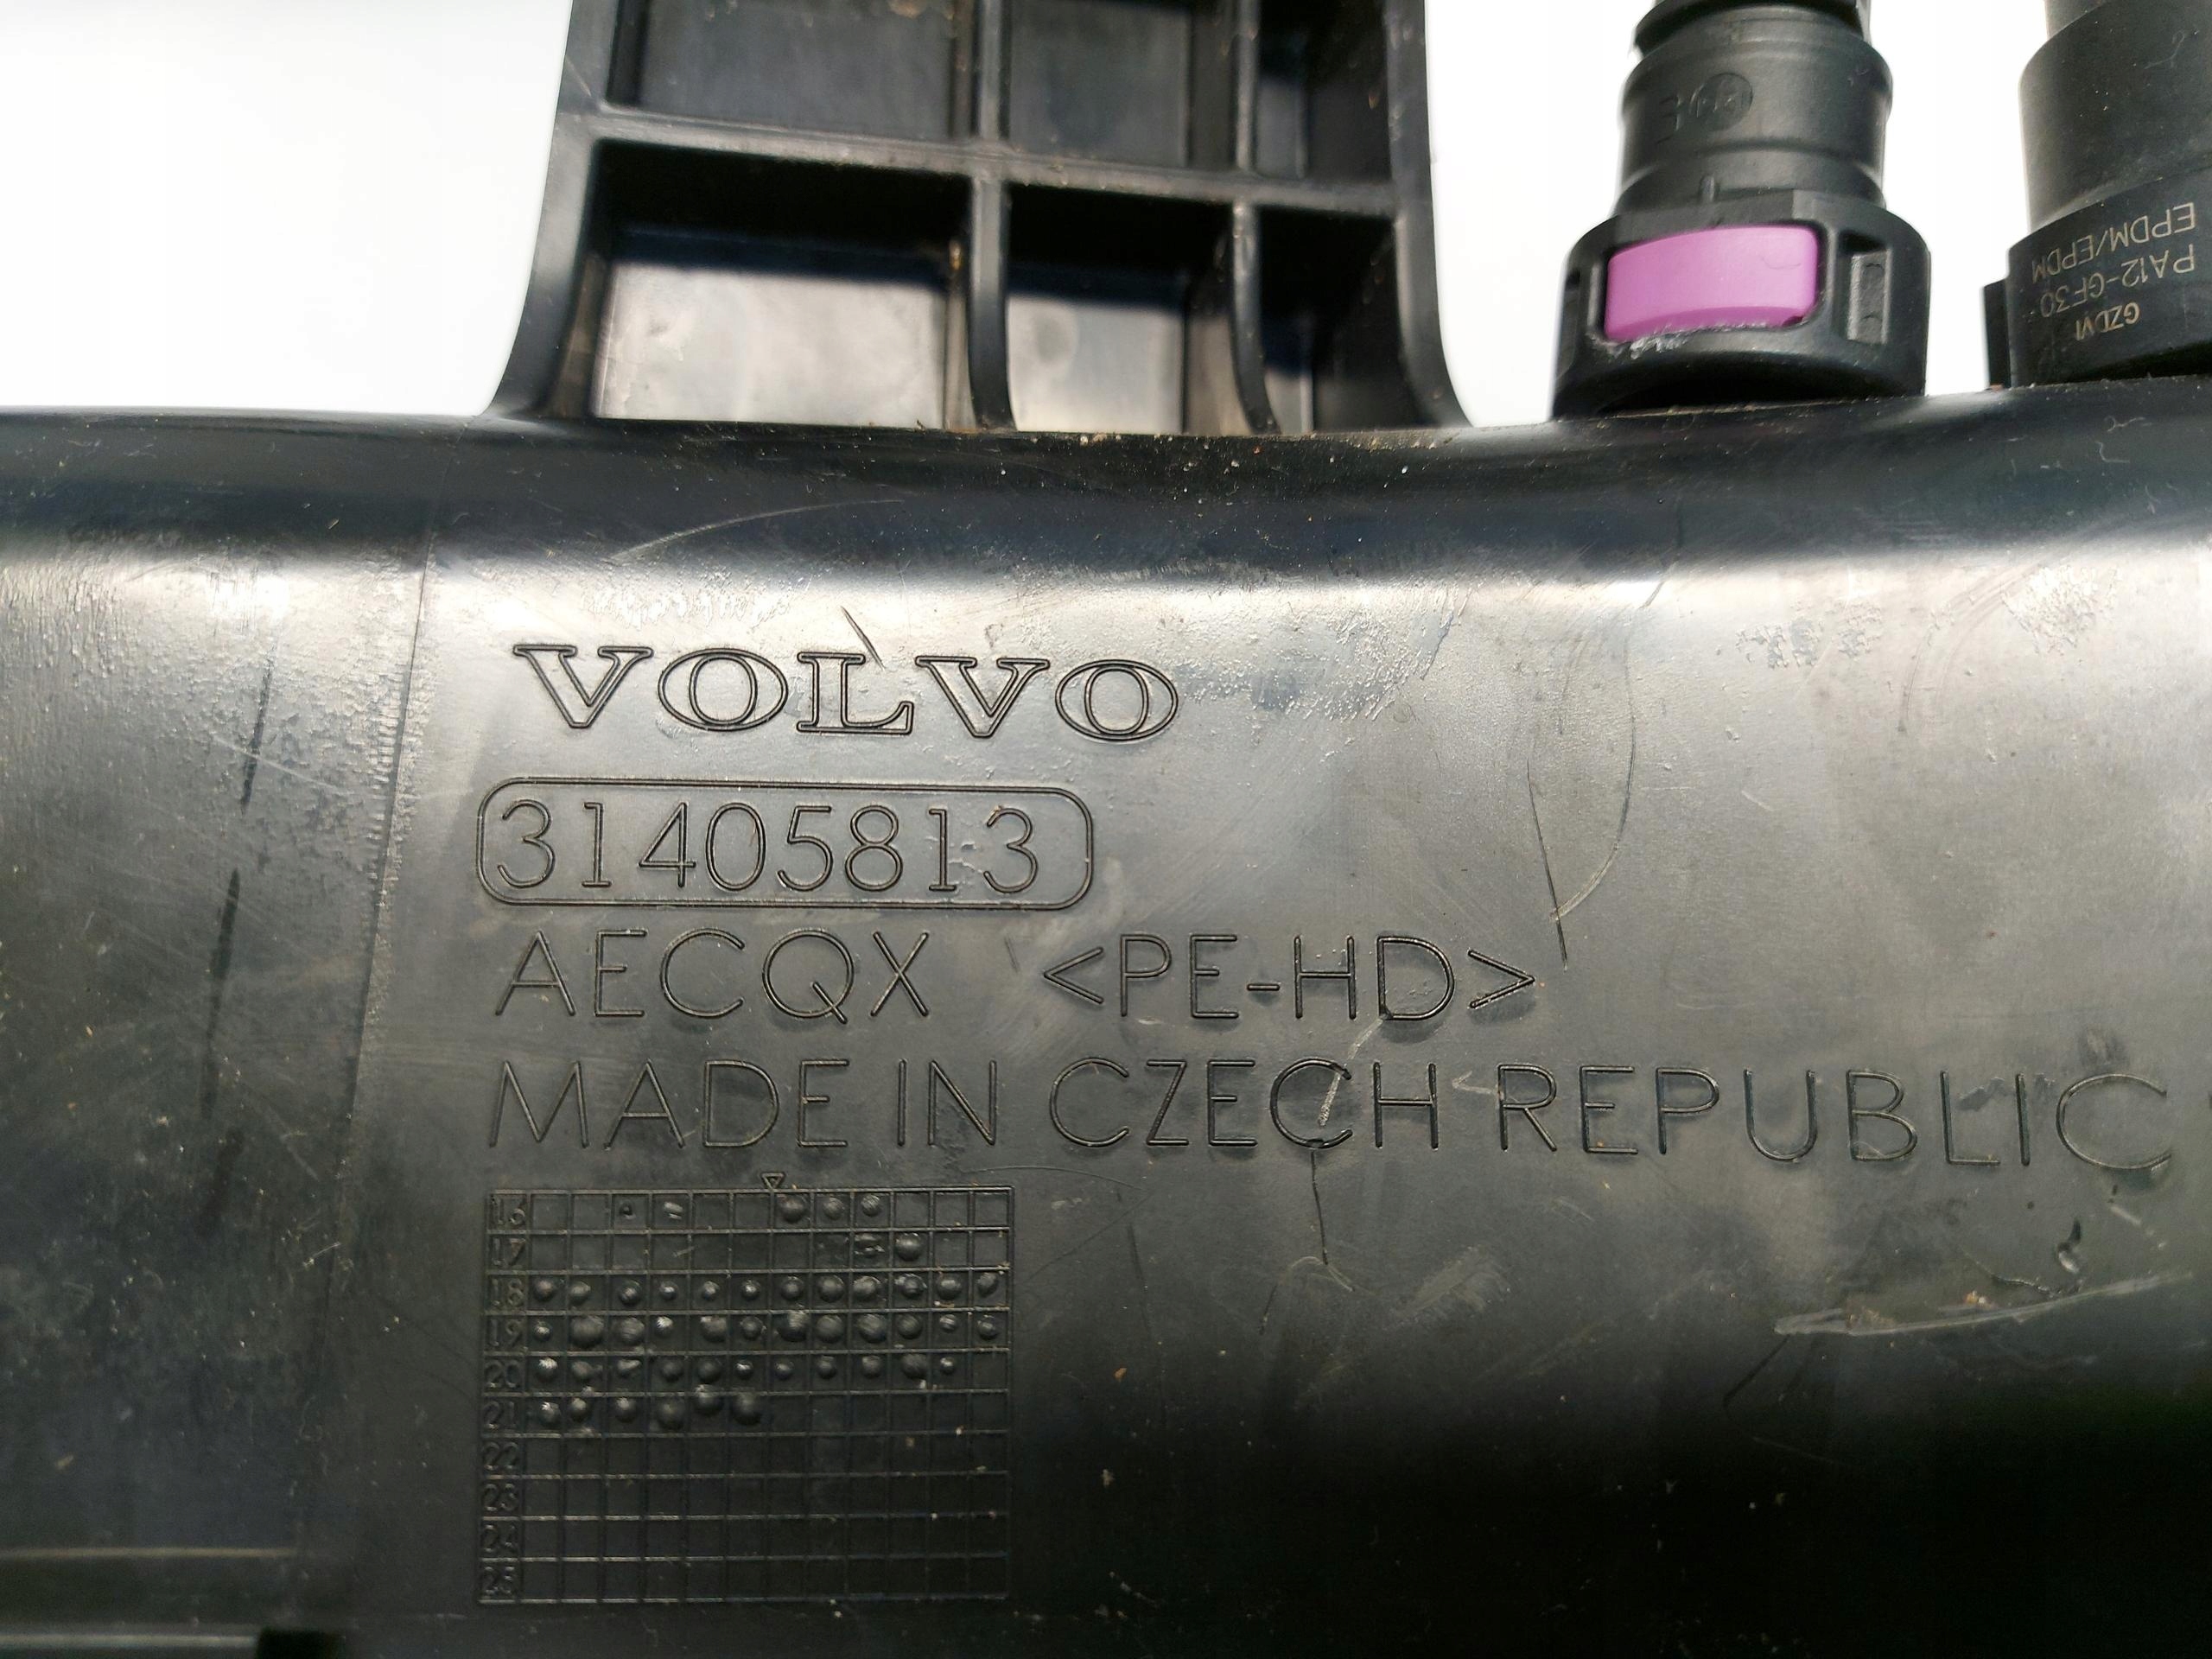 EPDM/EPDM
PA12-GF30
VOLVO
31405813
AECQX <PE-HD>
MADE IN CZECH REPUBLIC
16
17
18
19
20
21
22
23
24
25